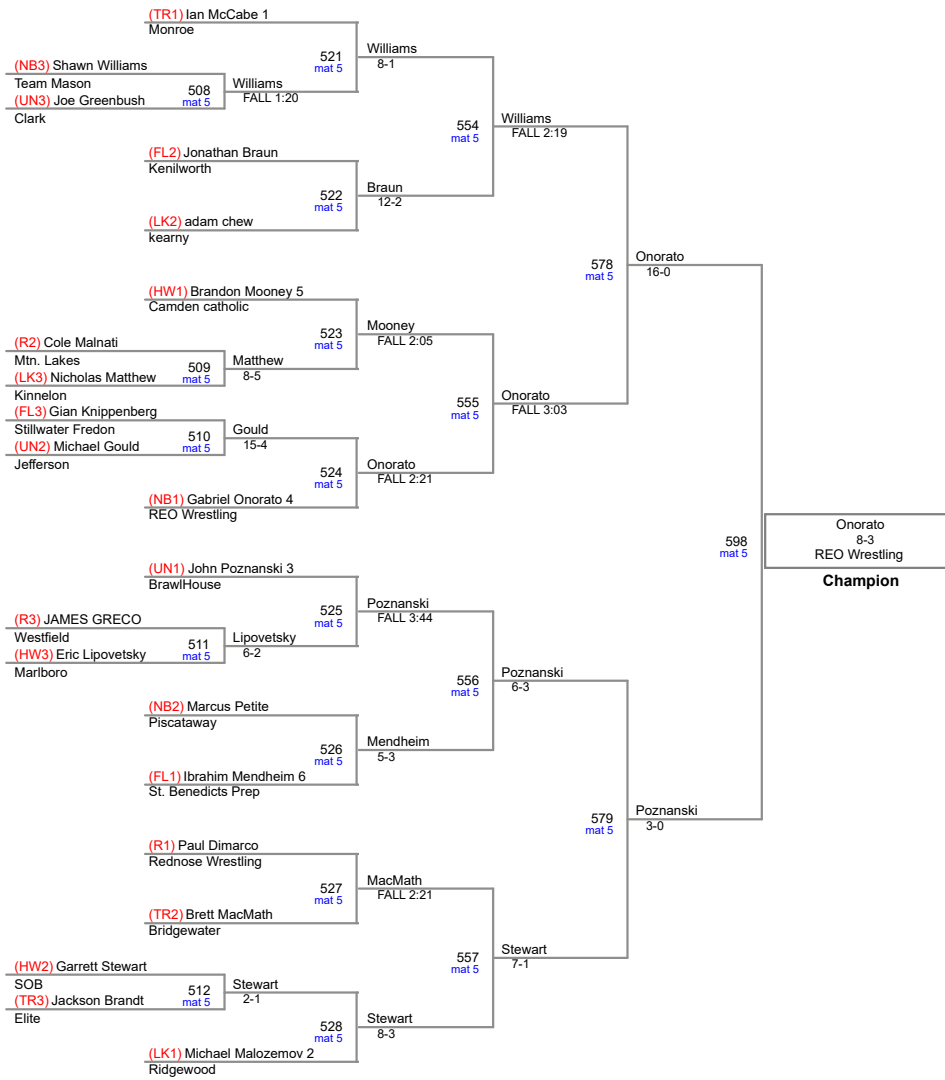 (TR1) Ian McCabe 1
Monroe
521
mat 5
Williams
8-1
(NB3) Shawn Williams
Team Mason
508
mat 5
Williams
FALL 1:20
(UN3) Joe Greenbush
Clark
554
mat 5
Williams
FALL 2:19
(FL2) Jonathan Braun
Kenilworth
522
mat 5
Braun
12-2
(LK2) adam chew
kearny
578
mat 5
Onorato
16-0
(HW1) Brandon Mooney 5
Camden catholic
523
mat 5
Mooney
FALL 2:05
(R2) Cole Malnati
Mtn. Lakes
509
mat 5
Matthew
8-5
(LK3) Nicholas Matthew
Kinnelon
555
mat 5
Onorato
FALL 3:03
(FL3) Gian Knippenberg
Stillwater Fredon
510
mat 5
Gould
15-4
(UN2) Michael Gould
Jefferson
524
mat 5
Onorato
FALL 2:21
(NB1) Gabriel Onorato 4
REO Wrestling
598
mat 5
Onorato
8-3
REO Wrestling
Champion
(UN1) John Poznanski 3
BrawlHouse
525
mat 5
Poznanski
FALL 3:44
(R3) JAMES GRECO
Westfield
511
mat 5
Lipovetsky
6-2
(HW3) Eric Lipovetsky
Marlboro
556
mat 5
Poznanski
6-3
(NB2) Marcus Petite
Piscataway
526
mat 5
Mendheim
5-3
(FL1) Ibrahim Mendheim 6
St. Benedicts Prep
579
mat 5
Poznanski
3-0
(R1) Paul Dimarco
Rednose Wrestling
527
mat 5
MacMath
FALL 2:21
(TR2) Brett MacMath
Bridgewater
557
mat 5
Stewart
7-1
(HW2) Garrett Stewart
SOB
512
mat 5
Stewart
2-1
(TR3) Jackson Brandt
Elite
528
mat 5
Stewart
8-3
(LK1) Michael Malozemov 2
Ridgewood